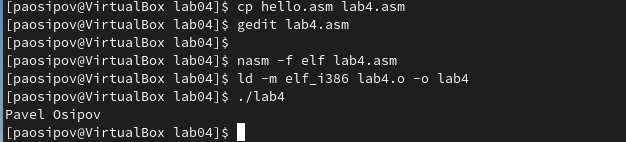 [paosipov@VirtualBox lab04]$ cp hello.asm lab4.asm
[paosipov@VirtualBox lab04]$ gedit lab4.asm
[paosipov@VirtualBox lab04]$
[paosipov@VirtualBox lab04]$ nasm -f elf lab4.asm
[paosipov@VirtualBox lab04]$ ld -m elf_i386 lab4.o -o lab4
[paosipov@VirtualBox lab04]$ ./lab4
Pavel Osipov
[paosipov@VirtualBox lab04]$